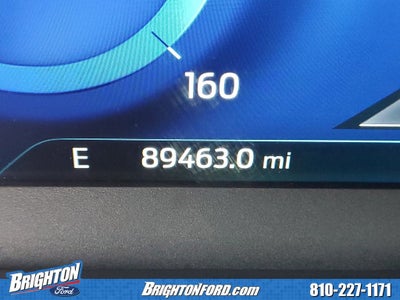 160
E 89463.0 mi
BRIGHTON
Ford
BRIGHTONFORD.com
810-227-1171